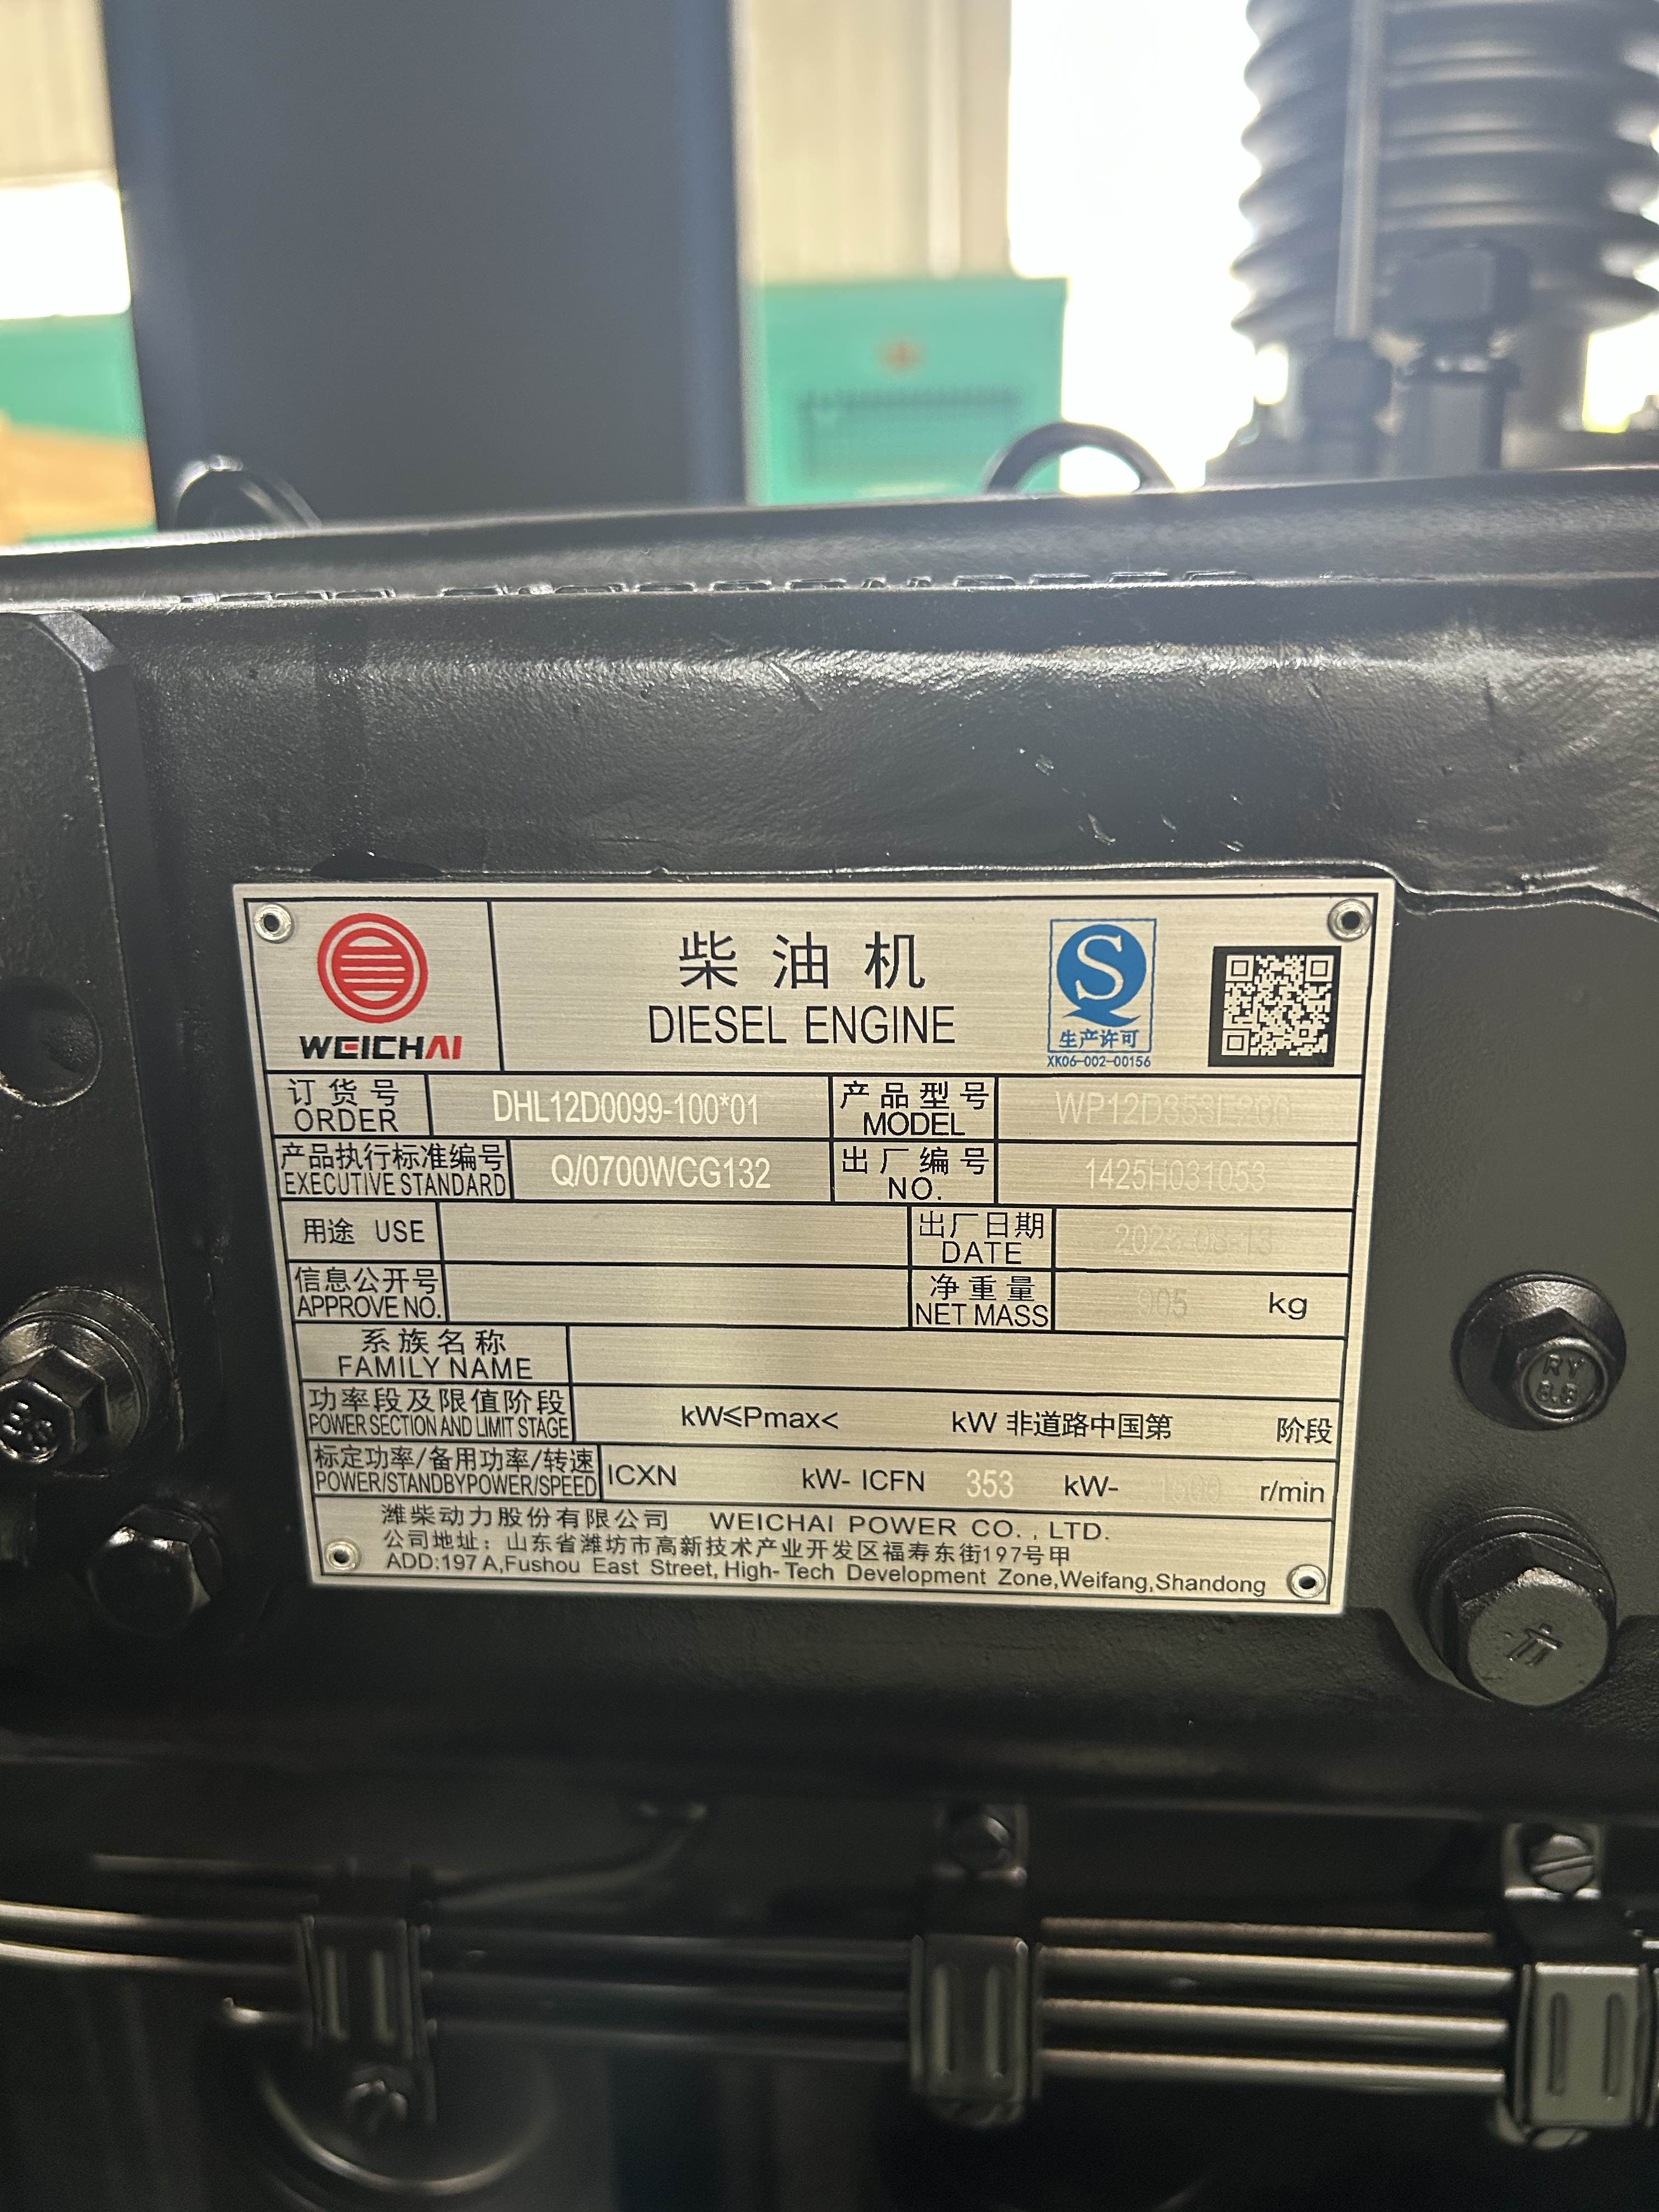 WEICHAI
柴油机
DIESEL ENGINE
生产许可
XK06-002-00156
订货号
ORDER
DHL12D0099-100*01
产品型号
MODEL
产品执行标准编号
EXECUTIVE STANDARD
Q/0700WCG132
出厂编号
NO.
1425H031053
用途 USE
出厂日期
DATE
信息公开号
APPROVE NO.
净重量
NET MASS
905 kg
系族名称
FAMILY NAME
功率段及限值阶段
POWER SECTION AND LIMIT STAGE
kW≤Pmax< kW 非道路中国第 阶段
标定功率/备用功率/转速
POWER/STANDBYPOWER/SPEED
ICXN kW- ICFN 353 kW- r/min
潍柴动力股份有限公司 WEICHAI POWER CO. , LTD.
公司地址：山东省潍坊市高新技术产业开发区福寿东街197号甲
ADD:197 A,Fushou East Street, High-Tech Development Zone,Weifang,Shandong
RY
8.8